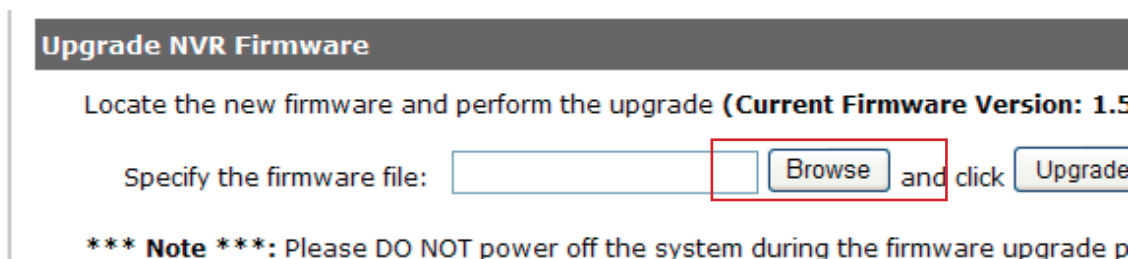 Upgrade NVR Firmware
Locate the new firmware and perform the upgrade (Current Firmware Version: 1.5
Specify the firmware file: Browse and click Upgrade
*** Note ***: Please DO NOT power off the system during the firmware upgrade p